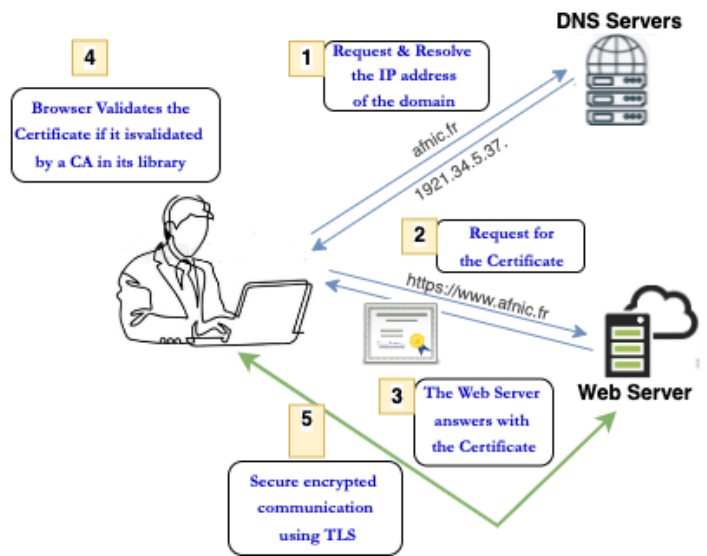 DNS Servers
1
Request & Resolve
the IP address
of the domain
4
Browser Validates the
Certificate if it isvalidated
by a CA in its library
afnic.fr
1921.34.5.37.
2
Request for
the Certificate
https://www.afnic.fr
Web Server
3
The Web Server
answers with
the Certificate
5
Secure encrypted
communication
using TLS